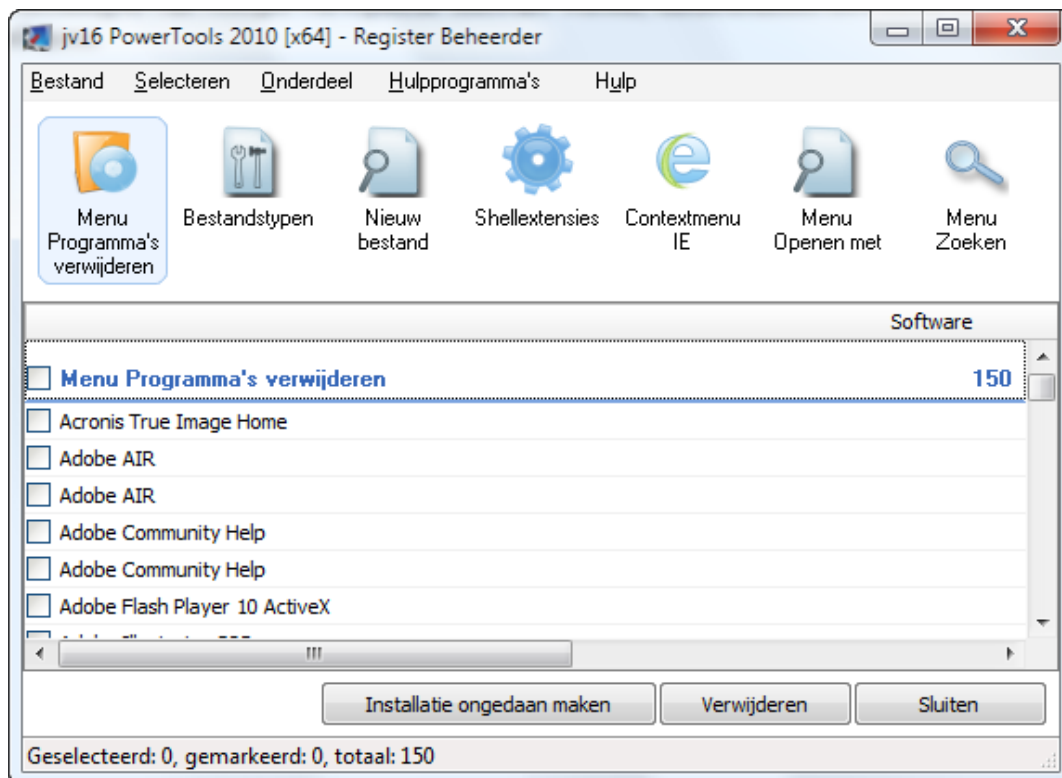 jv16 PowerTools 2010 [x64] - Register Beheerder
Bestand Selecteren Onderdeel Hulpprogramma's Hulp
Menu Programma's verwijderen
Bestandstypen
Nieuw bestand
Shellextensies
Contextmenu IE
Menu Openen met
Menu Zoeken
Software
Menu Programma's verwijderen 150
Acronis True Image Home
Adobe AIR
Adobe AIR
Adobe Community Help
Adobe Community Help
Adobe Flash Player 10 ActiveX
Installatie ongedaan maken Verwijderen Sluiten
Geselecteerd: 0, gemarkeerd: 0, totaal: 150